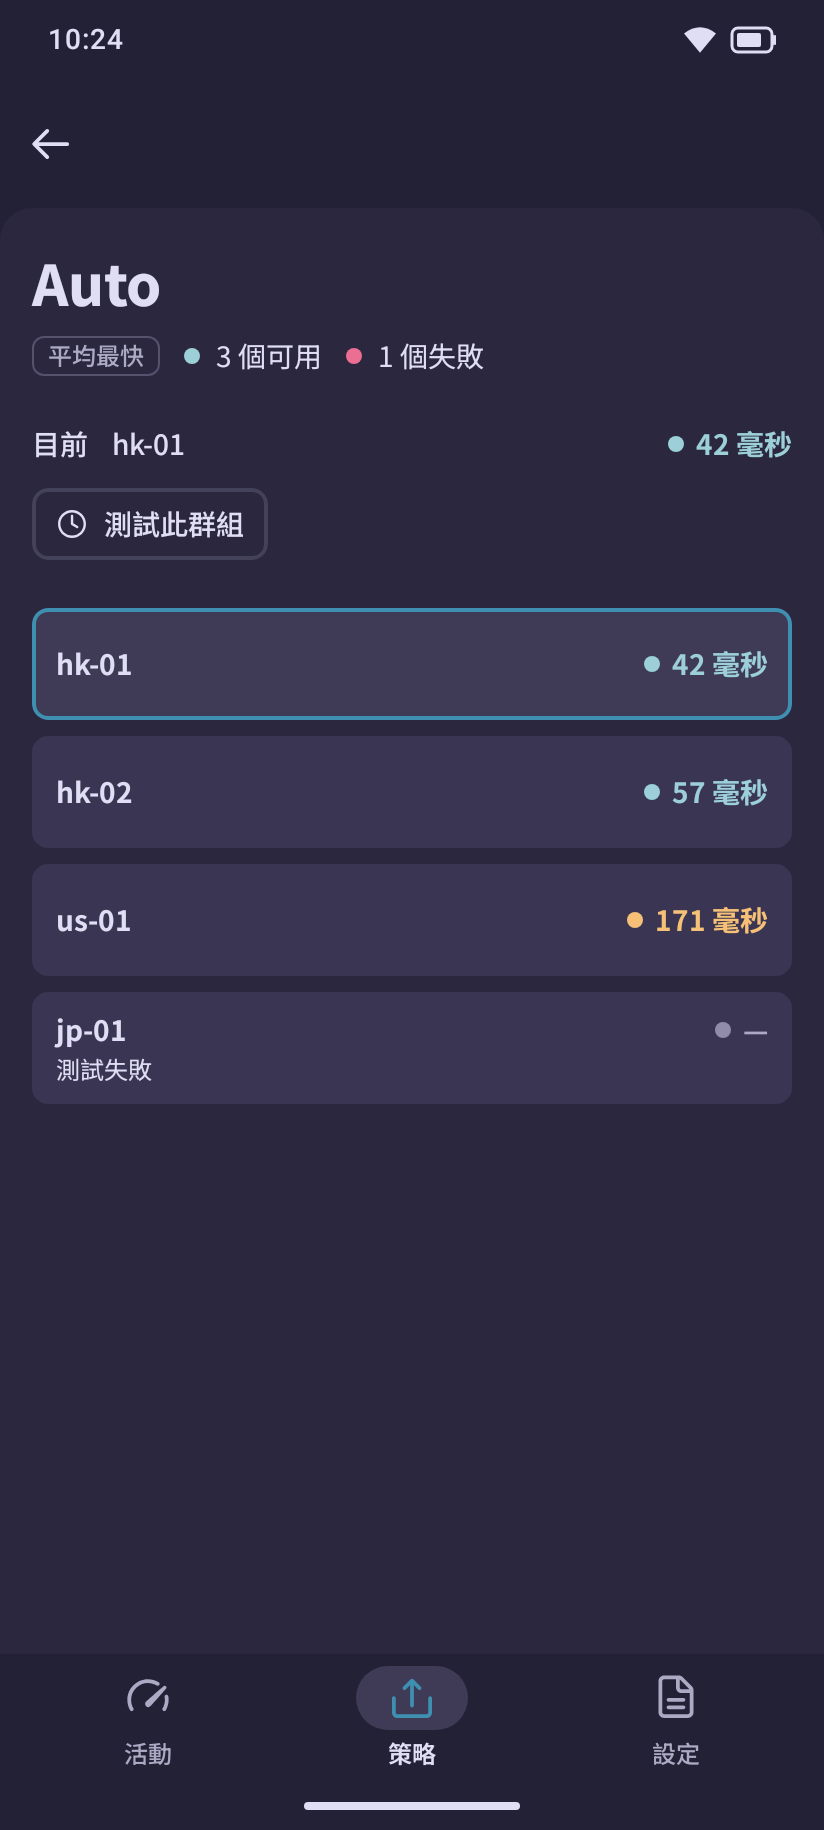 10:24
Auto
平均最快 3 個可用 1 個失敗
目前 hk-01 42 毫秒
測試此群組
hk-01 42 毫秒
hk-02 57 毫秒
us-01 171 毫秒
jp-01 —
測試失敗
活動 策略 設定